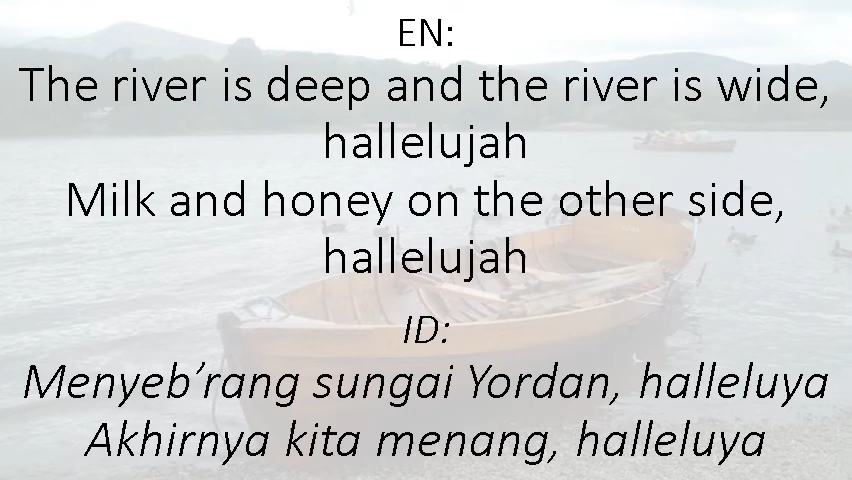 EN:
The river is deep and the river is wide,
hallelujah
Milk and honey on the other side,
hallelujah
ID:
Menyeb’rang sungai Yordan, halleluya
Akhirnya kita menang, halleluya